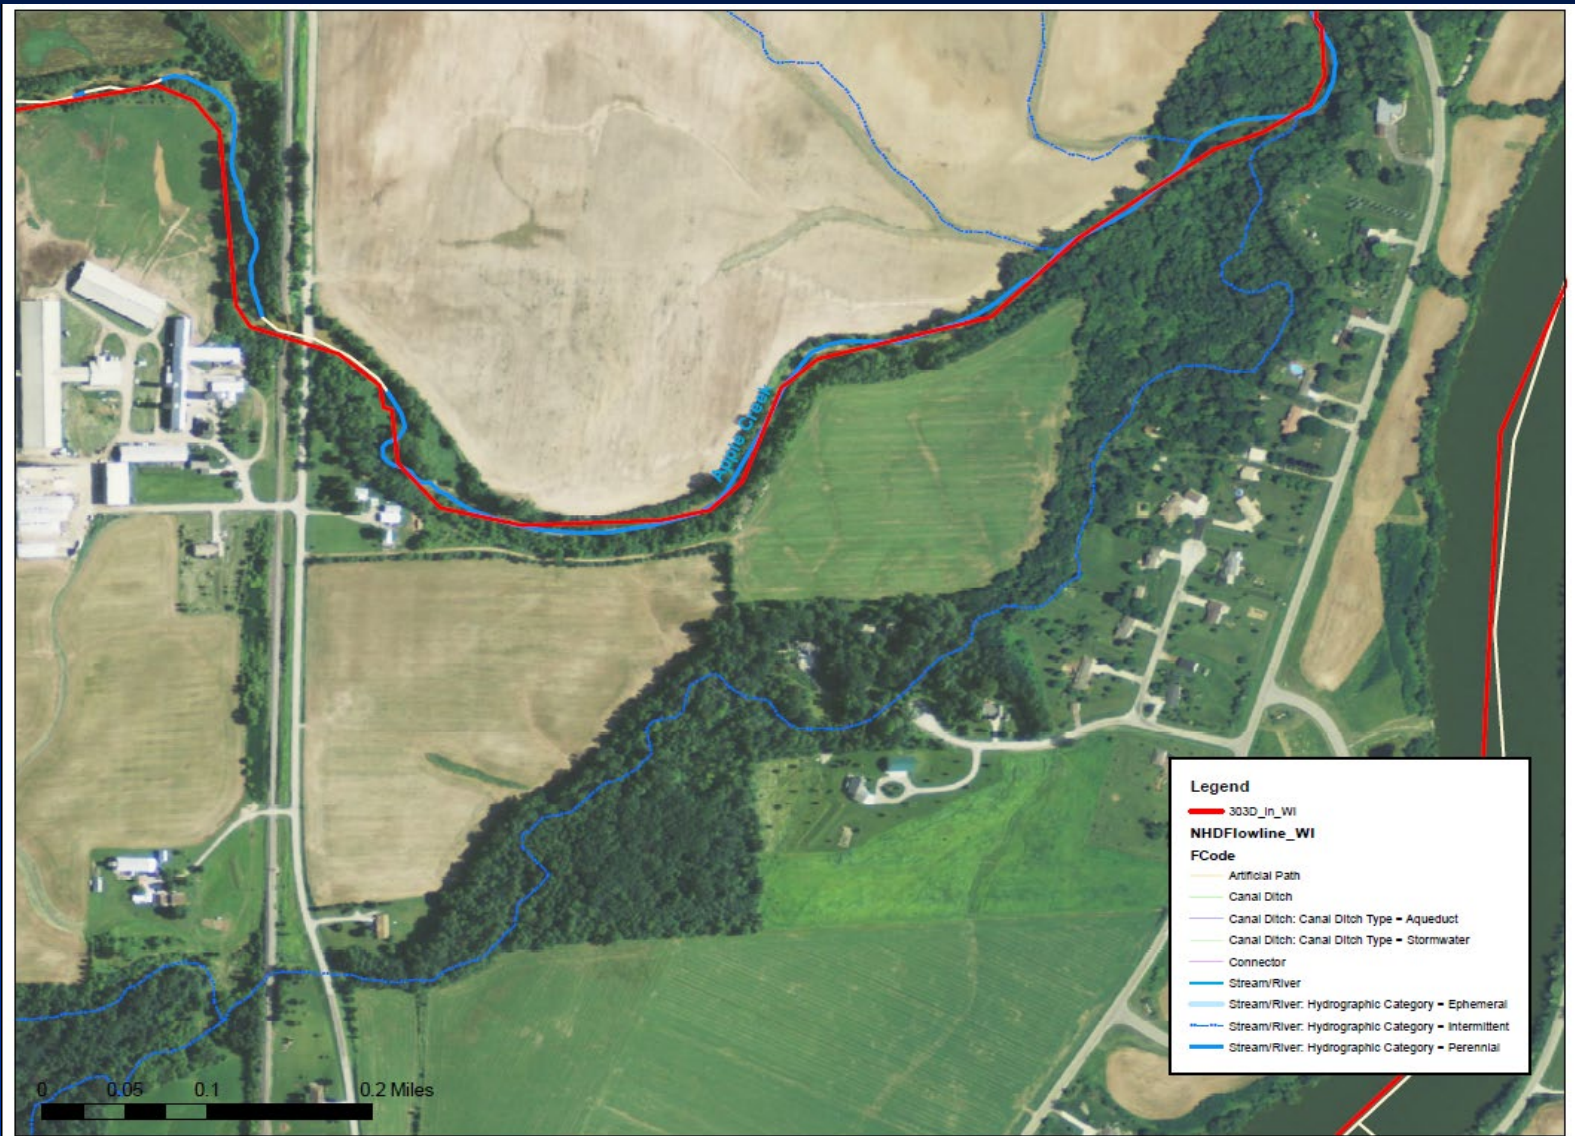 Apple Creek
Legend
303D_In_WI
NHDFlowline_WI
FCode
Artificial Path
Canal Ditch
Canal Ditch: Canal Ditch Type = Aqueduct
Canal Ditch: Canal Ditch Type = Stormwater
Connector
Stream/River
Stream/River: Hydrographic Category = Ephemeral
Stream/River: Hydrographic Category = Intermittent
Stream/River: Hydrographic Category = Perennial
0 0.05 0.1 0.2 Miles